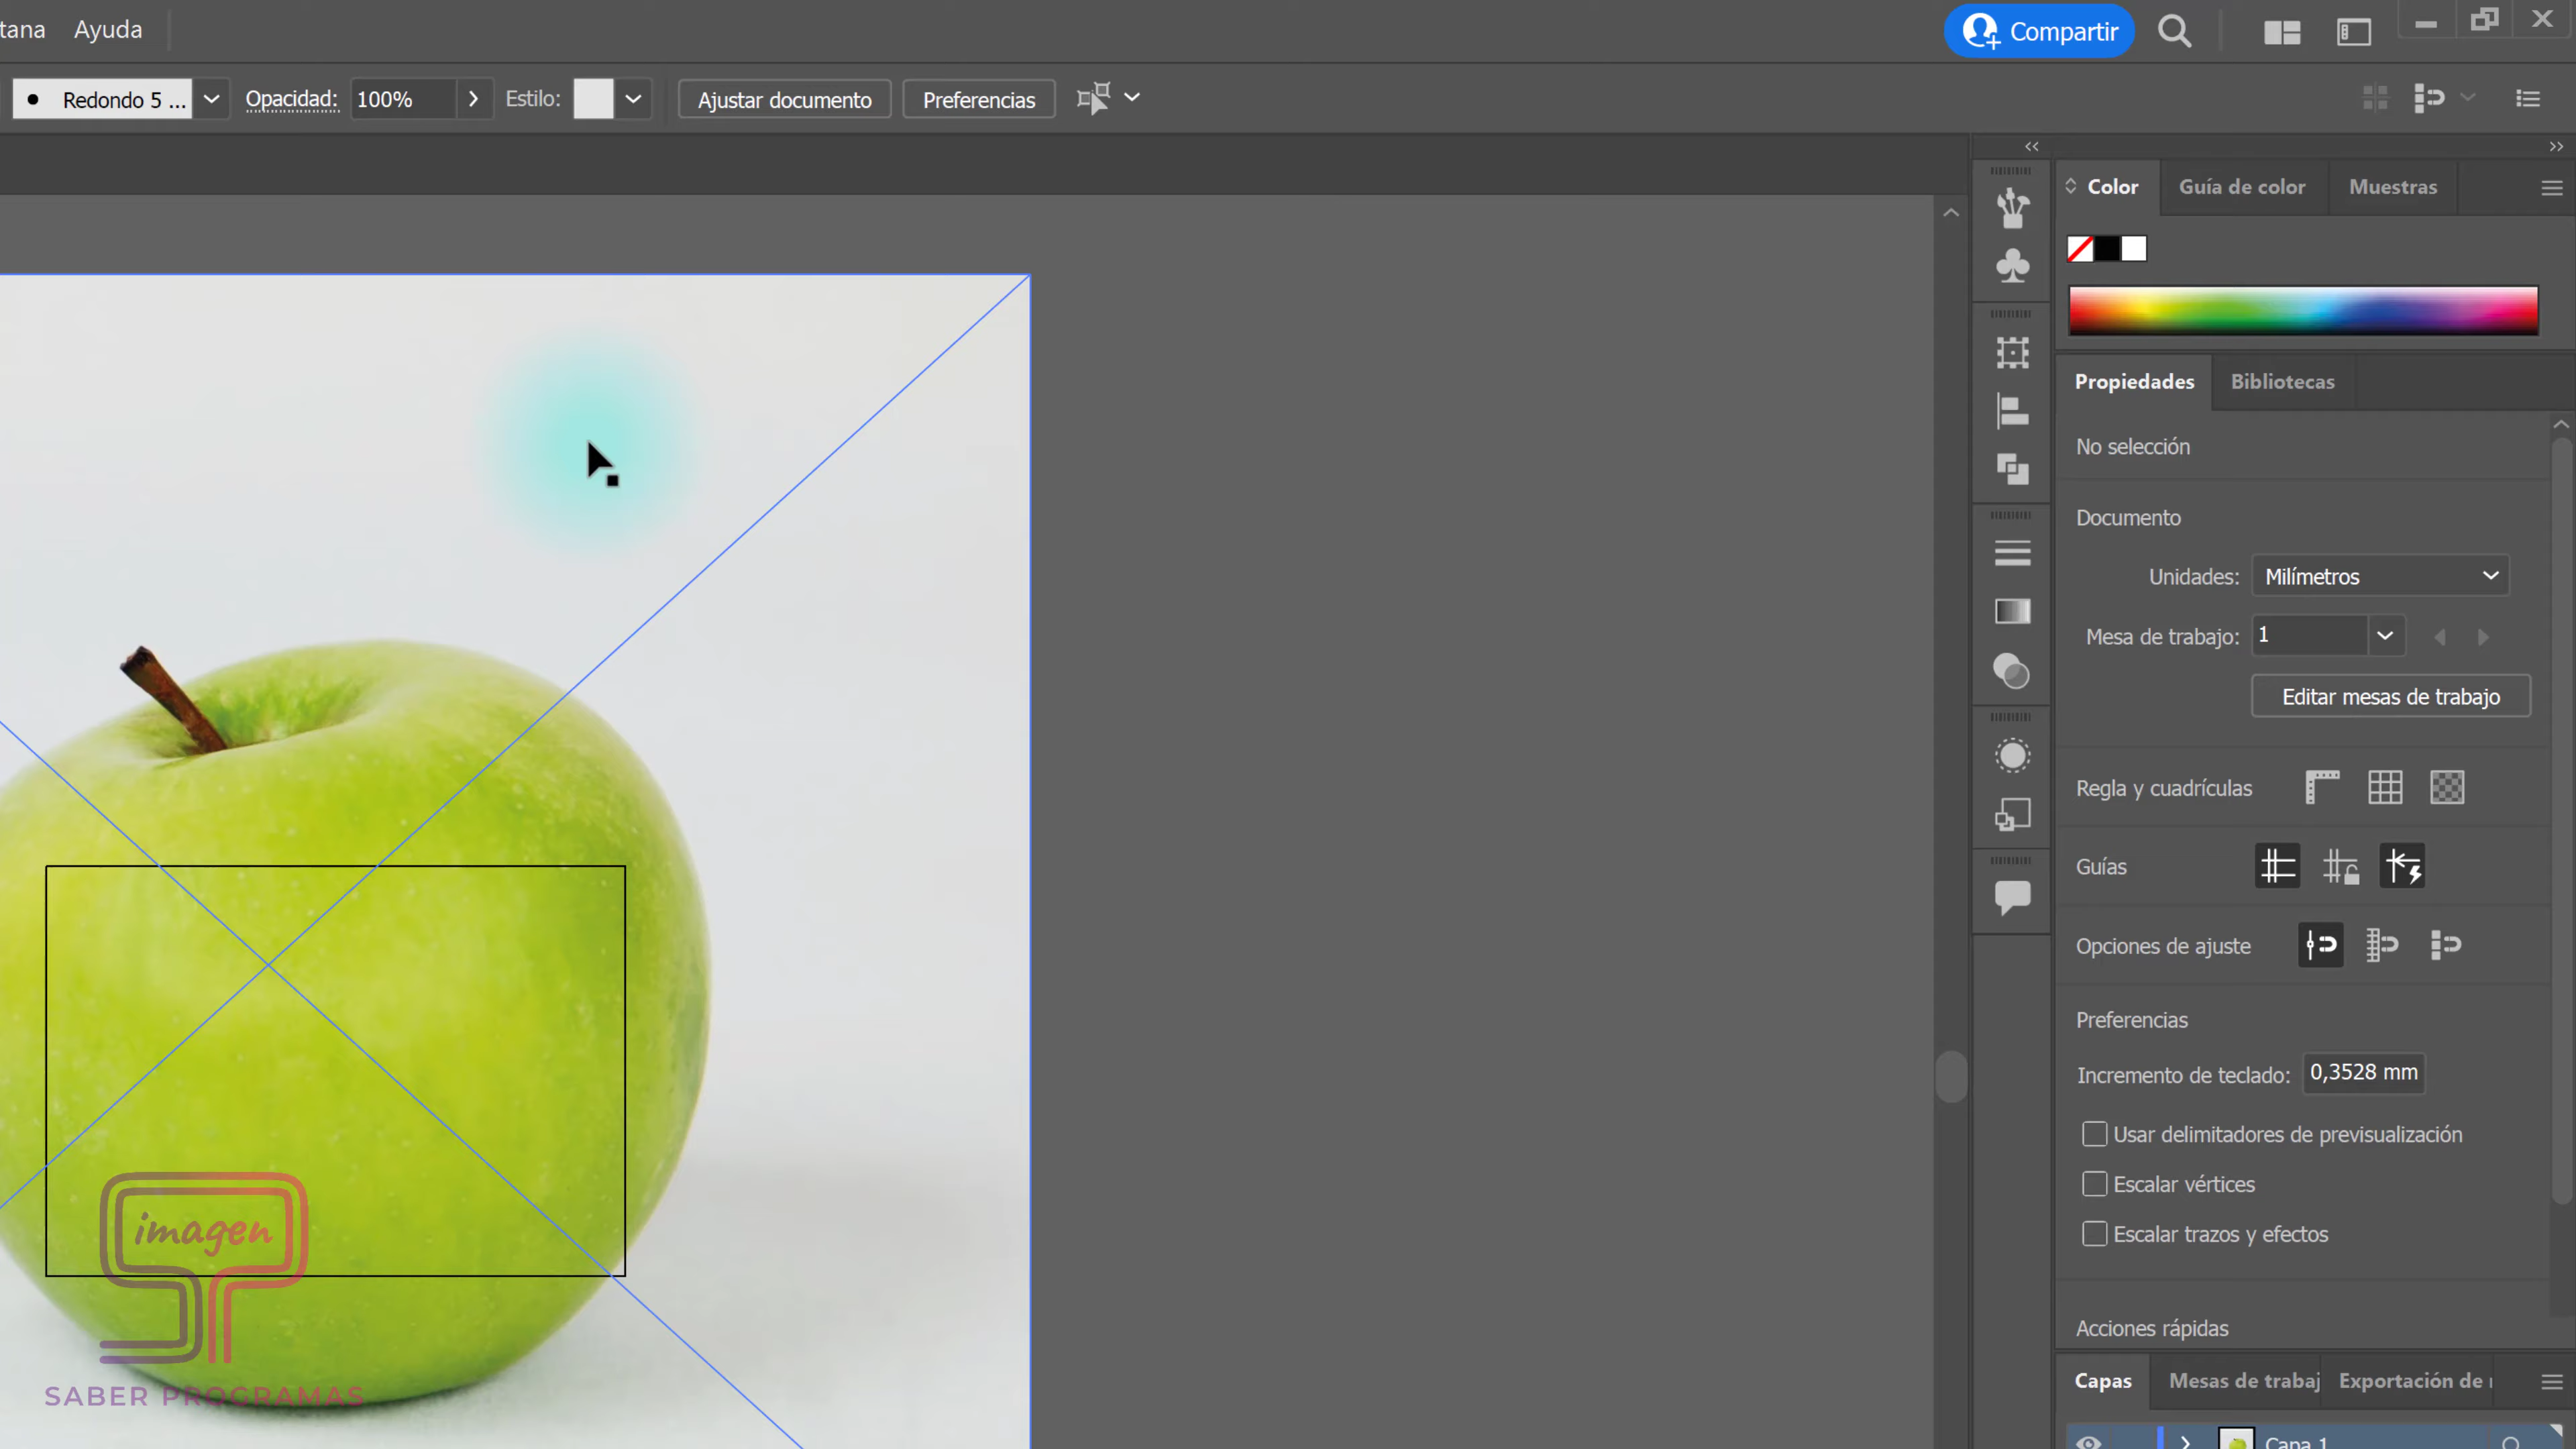 tana Ayuda Compartir
Redondo 5 ... Opacidad: 100% Estilo: Ajustar documento Preferencias
Color Guía de color Muestras
Propiedades Bibliotecas
No selección
Documento
Unidades: Milímetros
Mesa de trabajo: 1
Editar mesas de trabajo
Regla y cuadrículas
Guías
Opciones de ajuste
Preferencias
Incremento de teclado: 0,3528 mm
Usar delimitadores de previsualización
Escalar vértices
Escalar trazos y efectos
Acciones rápidas
Capas Mesas de trabaj Exportación de
Capa 1
imagen
SABER PROGRAMAS